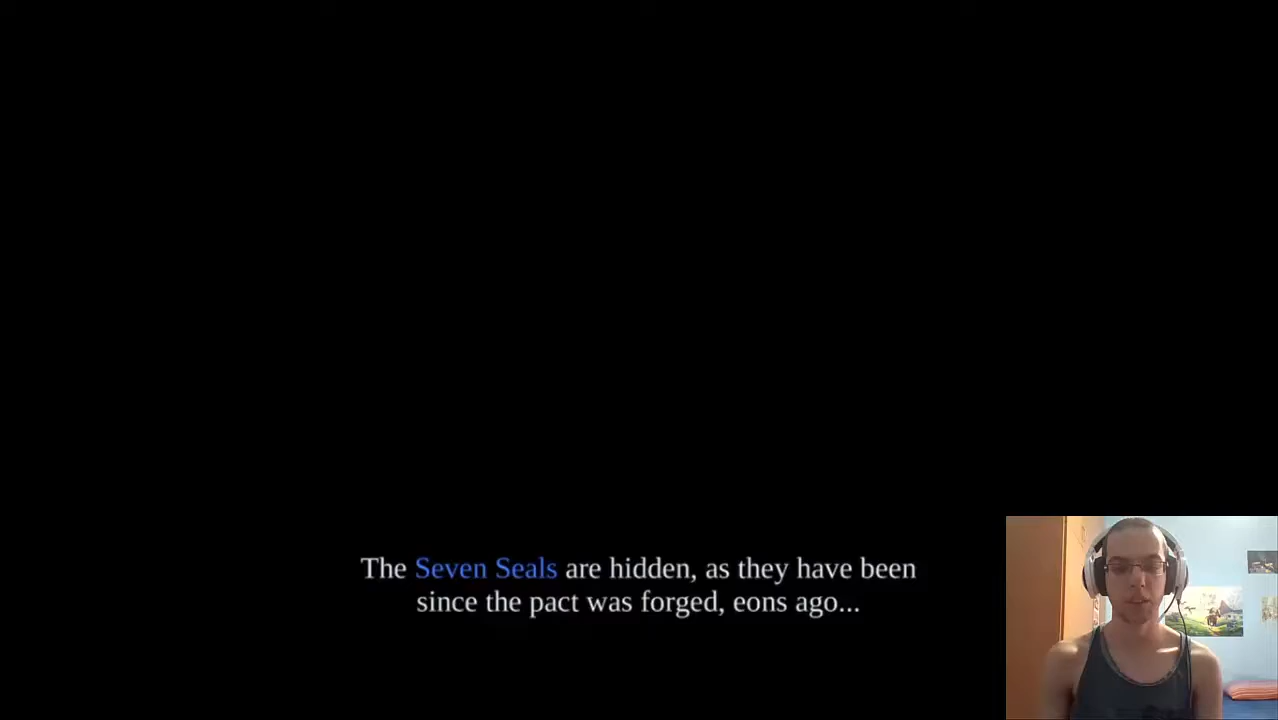 The Seven Seals are hidden, as they have been
since the pact was forged, eons ago...